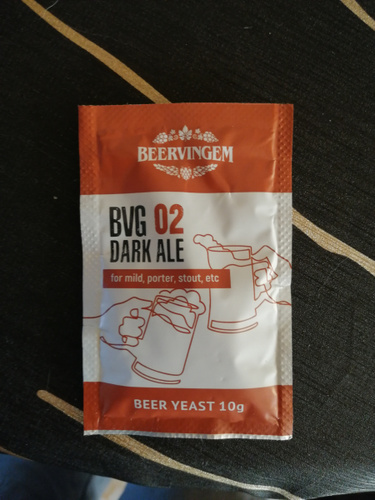 BEERVINGEM
BVG 02
DARK ALE
for mild, porter, stout, etc
BEER YEAST 10g